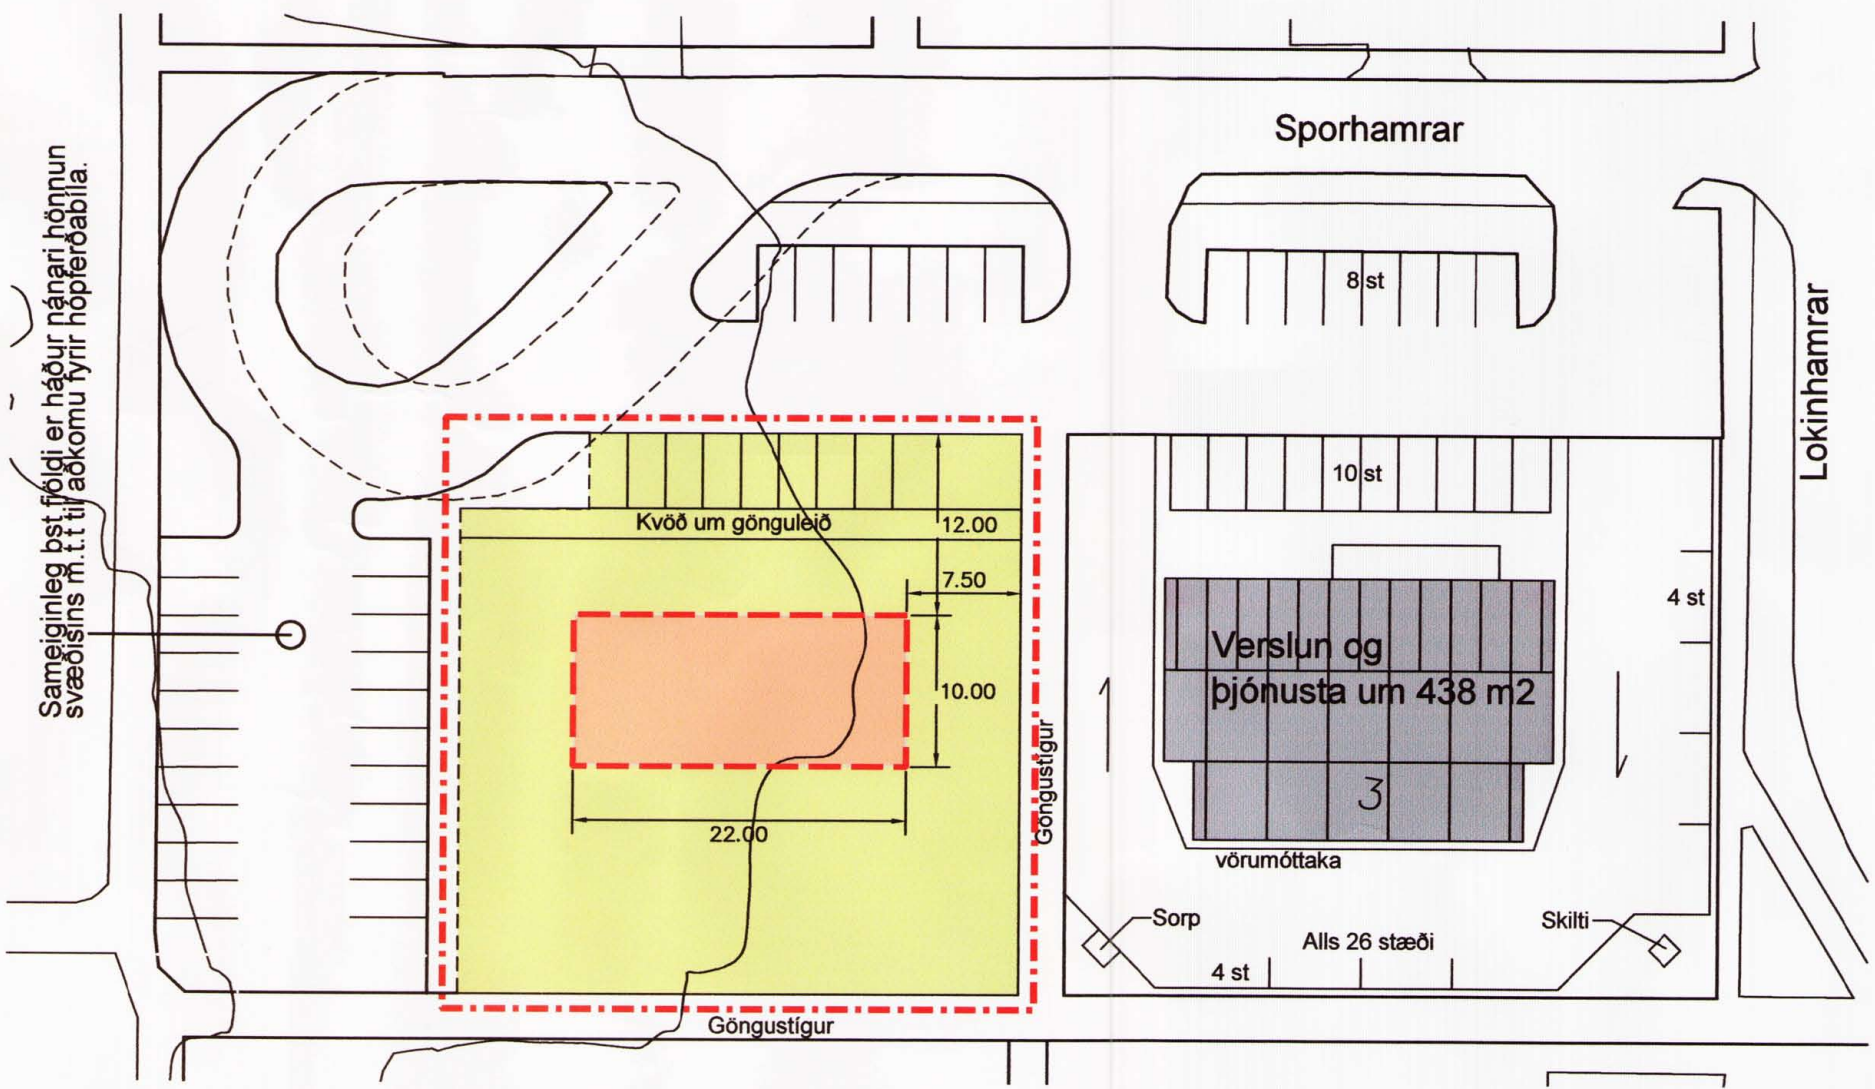 Sporhamrar
Sameiginleg bst fjöldi er háður nánari hönnun
svæðisins m.t.t til aðkomu fyrir hópferðabíla.
8 st
Lokinhamrar
10 st
Kvöð um gönguleið
12.00
7.50
4 st
Verslun og
þjónusta um 438 m2
10.00
Göngustígur
3
22.00
vörumóttaka
Sorp
Skilti
Alls 26 stæði
4 st
Göngustígur